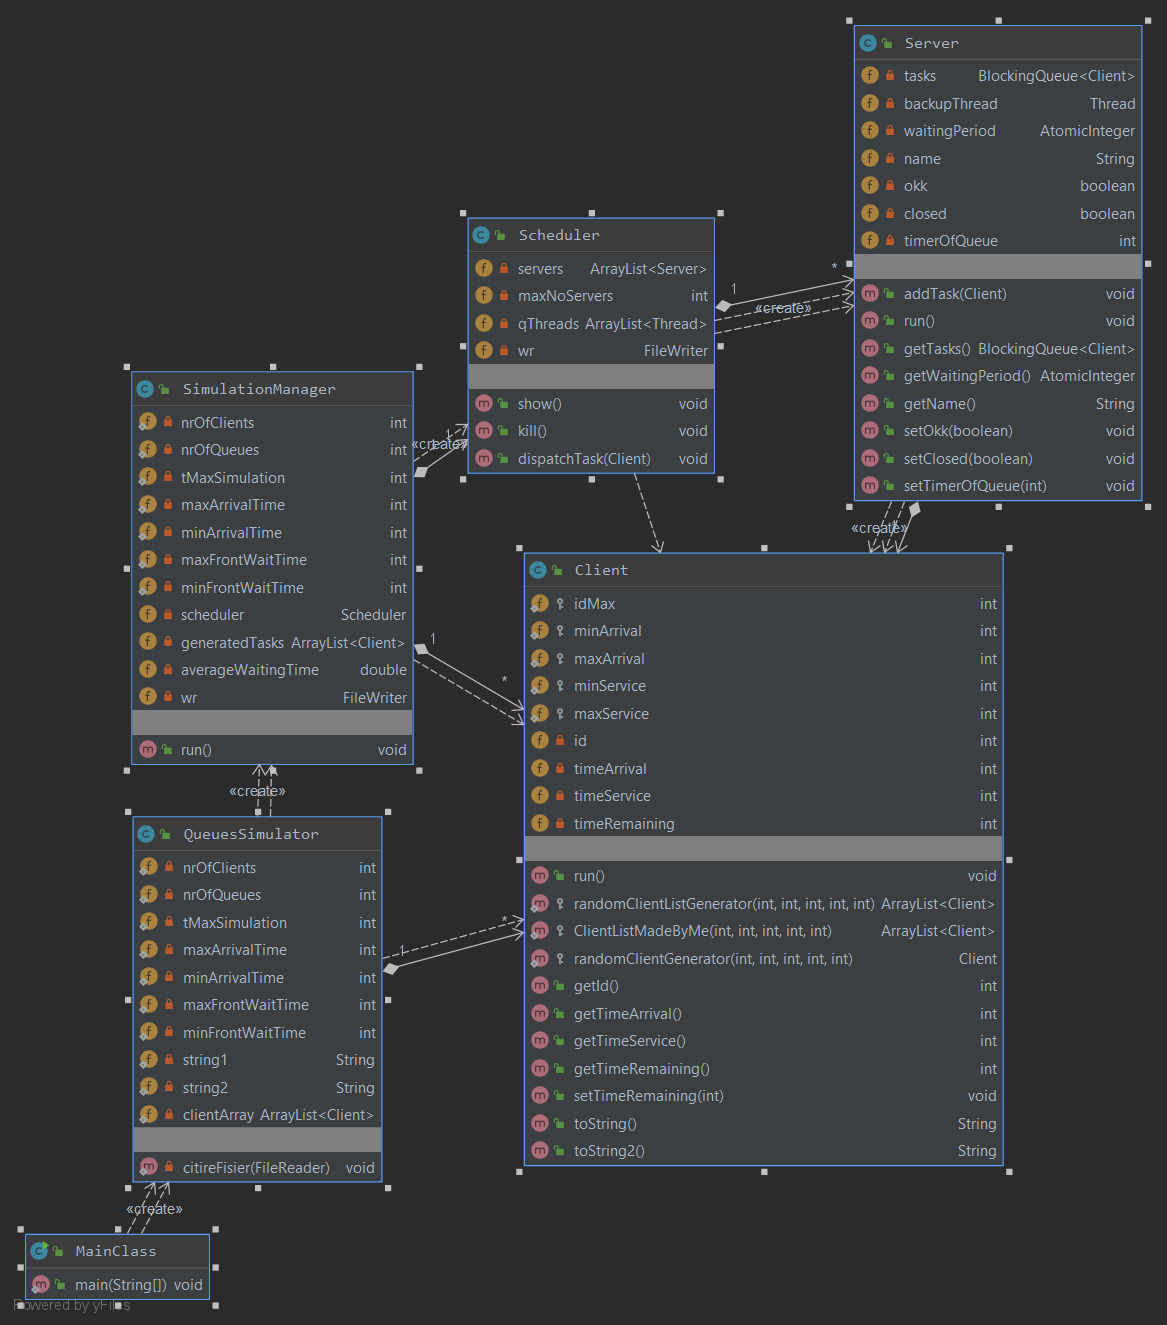 Server
tasks BlockingQueue<Client>
backupThread Thread
waitingPeriod AtomicInteger
name String
okk boolean
closed boolean
timerOfQueue int
addTask(Client) void
run() void
getTasks() BlockingQueue<Client>
getWaitingPeriod() AtomicInteger
getName() String
setOkk(boolean) void
setClosed(boolean) void
setTimerOfQueue(int) void
Scheduler
servers ArrayList<Server>
maxNoServers int
qThreads ArrayList<Thread>
wr FileWriter
show() void
kill() void
dispatchTask(Client) void
1
*
«create»
SimulationManager
nrOfClients int
nrOfQueues int
tMaxSimulation int
maxArrivalTime int
minArrivalTime int
maxFrontWaitTime int
minFrontWaitTime int
scheduler Scheduler
generatedTasks ArrayList<Client>
averageWaitingTime double
wr FileWriter
run() void
1
«create»
1
*
«create»
Client
idMax int
minArrival int
maxArrival int
minService int
maxService int
id int
timeArrival int
timeService int
timeRemaining int
run() void
randomClientListGenerator(int, int, int, int, int) ArrayList<Client>
ClientListMadeByMe(int, int, int, int, int) ArrayList<Client>
randomClientGenerator(int, int, int, int, int) Client
getId() int
getTimeArrival() int
getTimeService() int
getTimeRemaining() int
setTimeRemaining(int) void
toString() String
toString2() String
«create»
QueuesSimulator
nrOfClients int
nrOfQueues int
tMaxSimulation int
maxArrivalTime int
minArrivalTime int
maxFrontWaitTime int
minFrontWaitTime int
string1 String
string2 String
clientArray ArrayList<Client>
citireFisier(FileReader) void
1
*
«create»
MainClass
main(String[]) void
Powered by yFiles